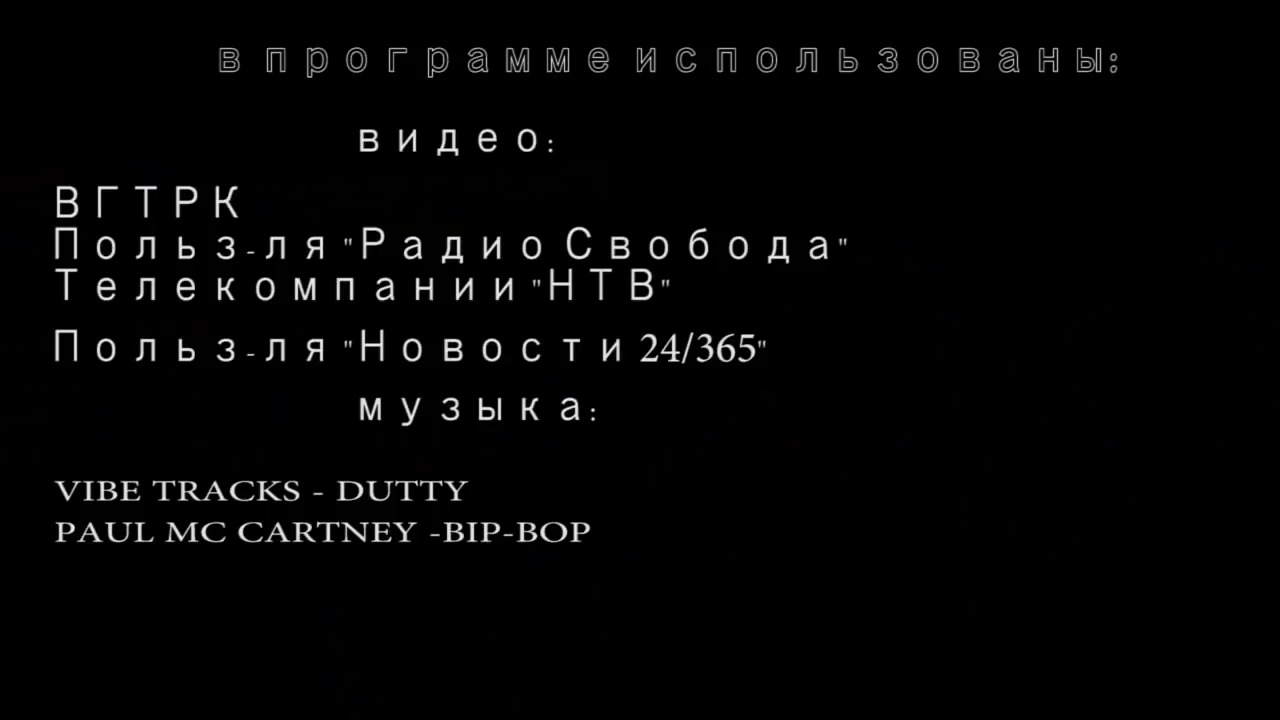 в программе использованы:
видео:
ВГТРК
Польз-ля "Радио Свобода"
Телекомпании "НТВ"
Польз-ля "Новости 24/365"
музыка:
VIBE TRACKS - DUTTY
PAUL MC CARTNEY -BIP-BOP